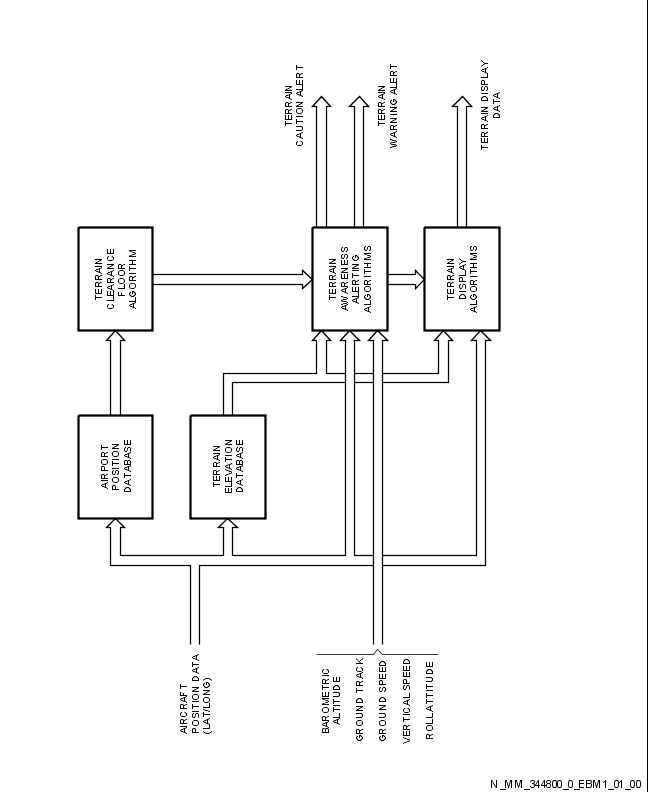 TERRAIN
CAUTION ALERT
TERRAIN
WARNING ALERT
TERRAIN DISPLAY
DATA
TERRAIN
CLEARANCE
FLOOR
ALGORITHM
TERRAIN
AWARENESS
ALERTING
ALGORITHMS
TERRAIN
DISPLAY
ALGORITHMS
AIRPORT
POSITION
DATABASE
TERRAIN
ELEVATION
DATABASE
AIRCRAFT
POSITION DATA
(LAT/LONG)
BAROMETRIC
ALTITUDE
GROUND TRACK
GROUND SPEED
VERTICAL SPEED
ROLL ATTITUDE
N_MM_344800_0_EBM1_01_00